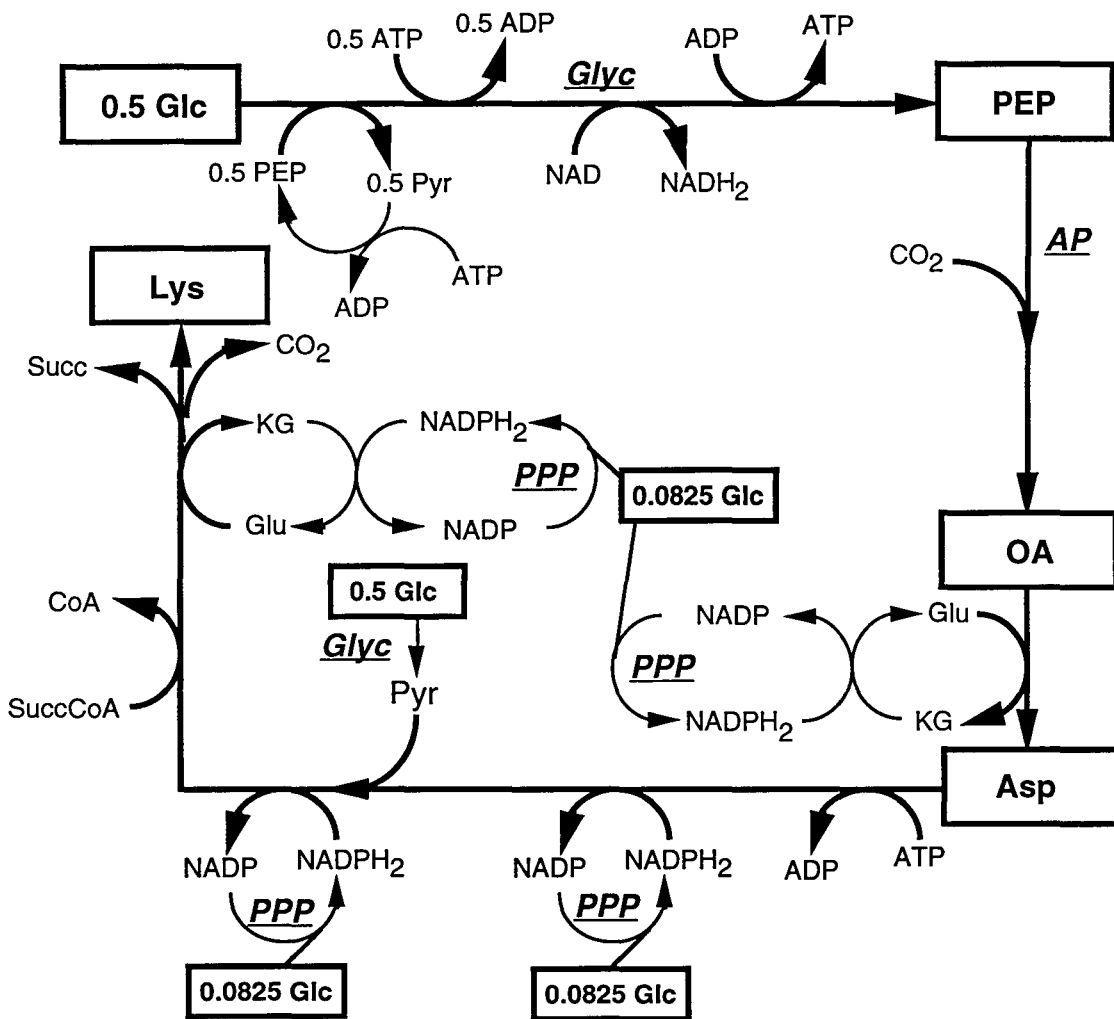 0.5 ATP
0.5 ADP
ADP
ATP
Glyc
0.5 Glc
PEP
0.5 PEP
0.5 Pyr
NAD
NADH2
ATP
ADP
AP
CO2
Lys
CO2
Succ
KG
NADPH2
PPP
0.0825 Glc
Glu
NADP
OA
0.5 Glc
CoA
NADP
Glu
Glyc
PPP
Pyr
SuccCoA
NADPH2
KG
Asp
NADP
NADPH2
NADP
NADPH2
ADP
ATP
PPP
PPP
0.0825 Glc
0.0825 Glc